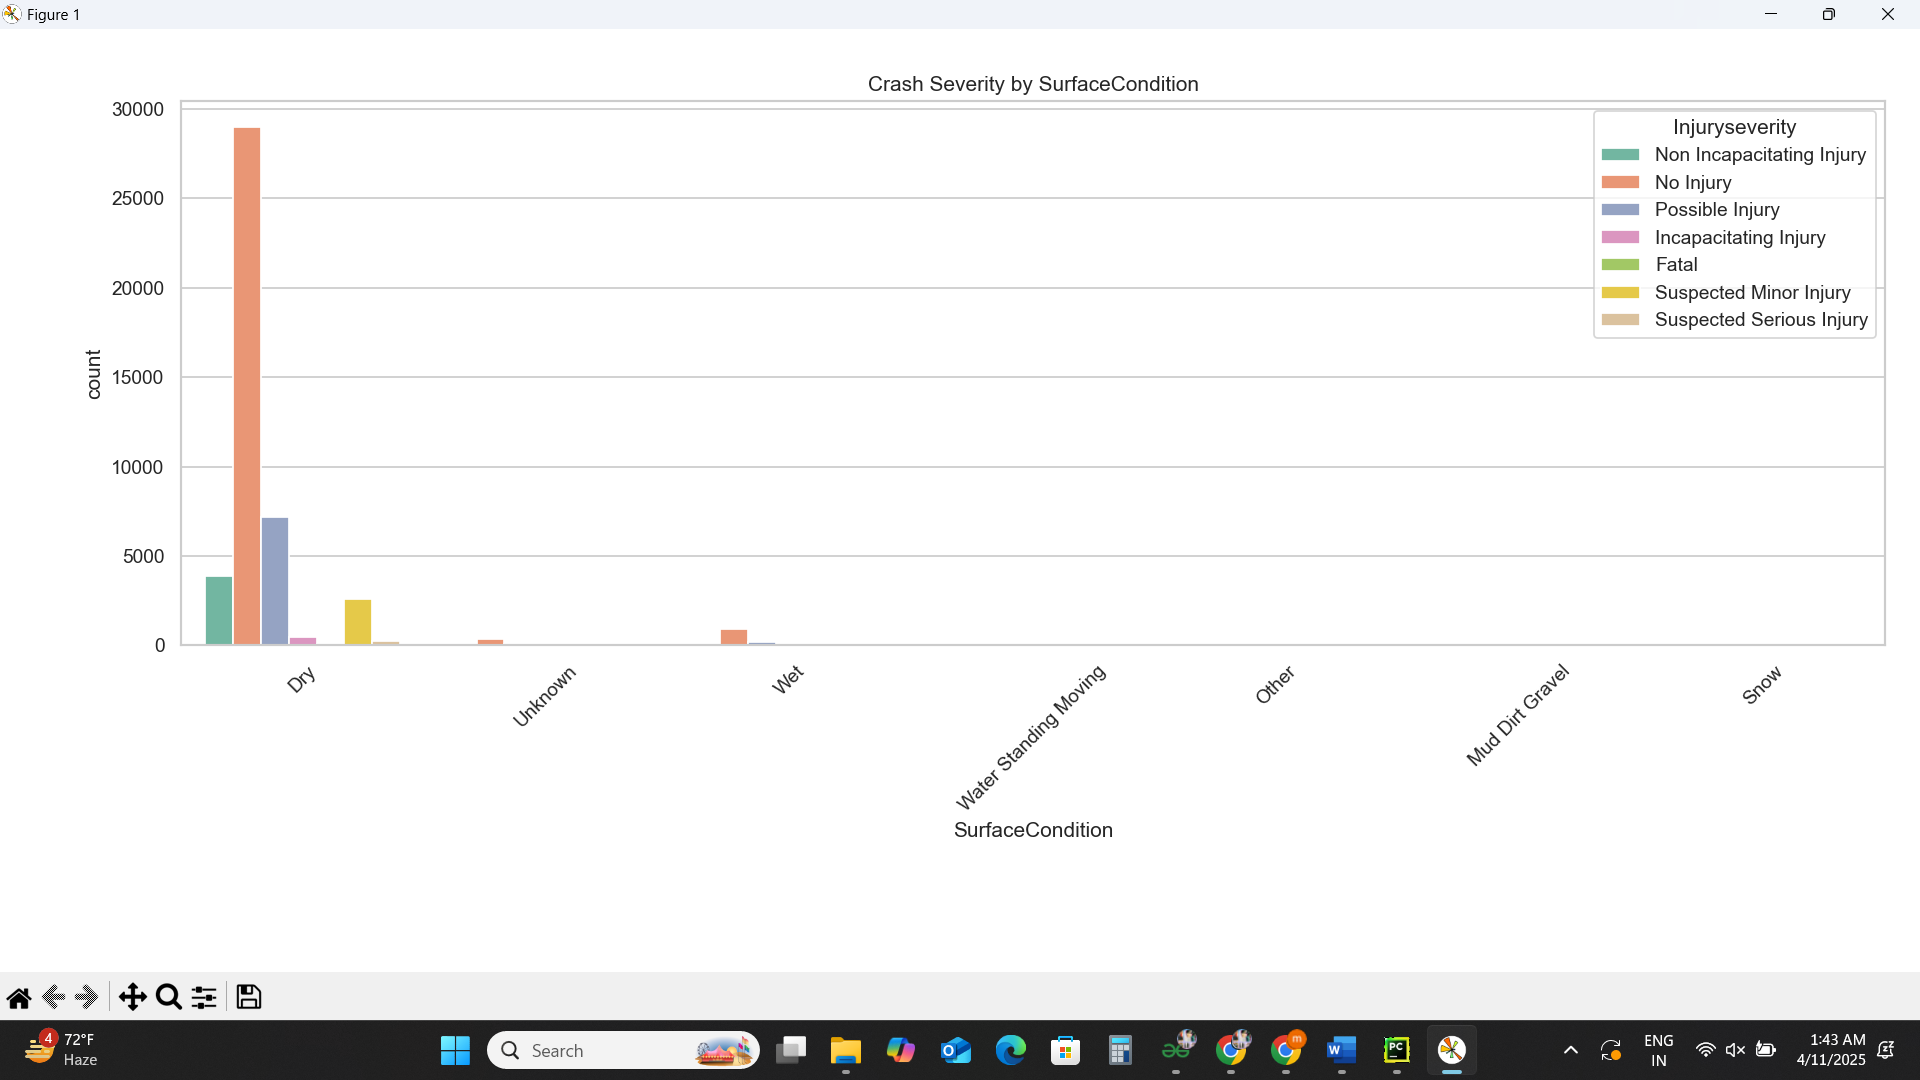 Figure 1
Crash Severity by SurfaceCondition
30000
25000
20000
15000
10000
5000
0
count
Injuryseverity
Non Incapacitating Injury
No Injury
Possible Injury
Incapacitating Injury
Fatal
Suspected Minor Injury
Suspected Serious Injury
Dry
Unknown
Wet
Water Standing Moving
Other
Mud Dirt Gravel
Snow
SurfaceCondition
4
72°F
Haze
Search
m
W
PC
ENG
IN
1:43 AM
4/11/2025